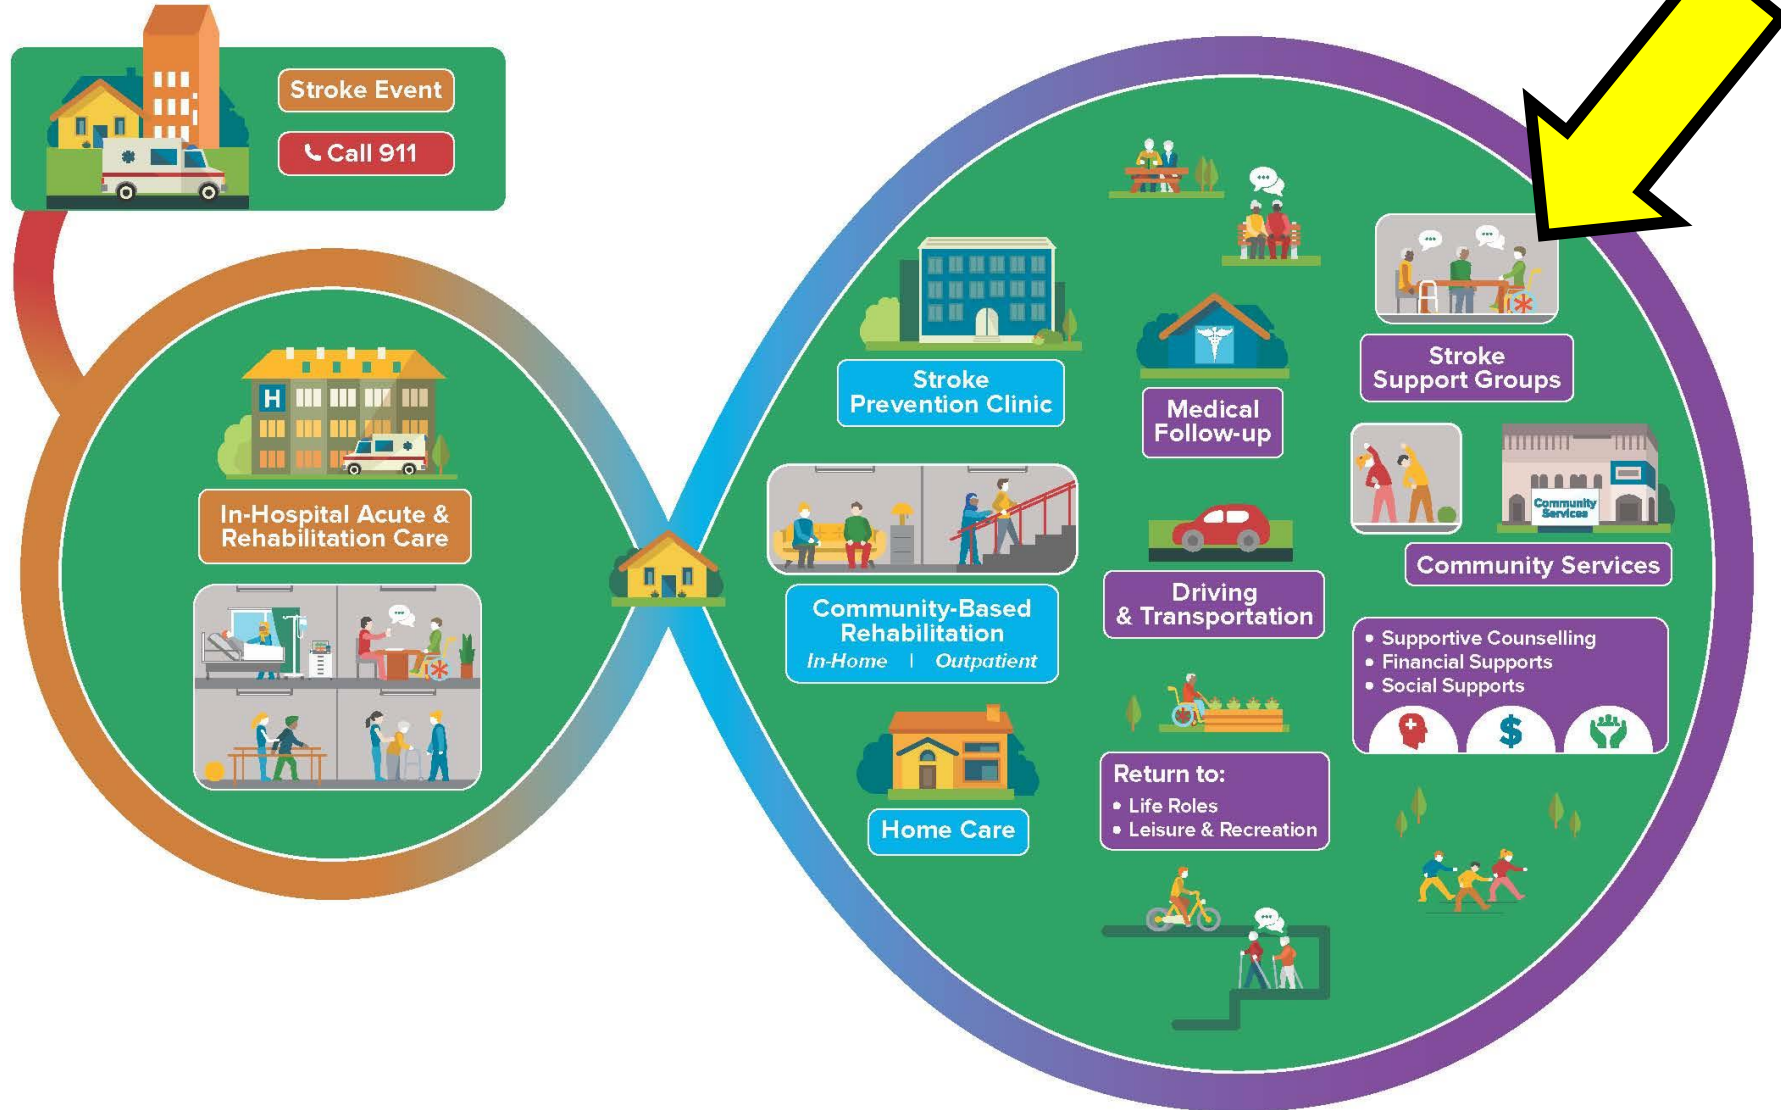 Stroke Event
Call 911
H
In-Hospital Acute &
Rehabilitation Care
Stroke
Prevention Clinic
Community-Based
Rehabilitation
In-Home | Outpatient
Home Care
Medical
Follow-up
Driving
& Transportation
Return to:
• Life Roles
• Leisure & Recreation
Stroke
Support Groups
Community
Services
Community Services
• Supportive Counselling
• Financial Supports
• Social Supports
$